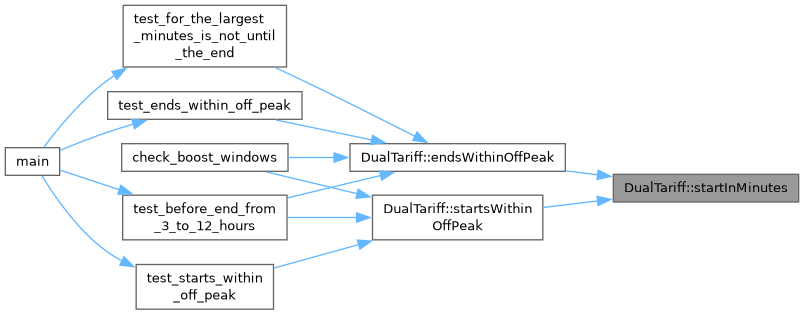 test_for_the_largest
_minutes_is_not_until
_the_end
test_ends_within_off_peak
main
check_boost_windows
DualTariff::endsWithinOffPeak
DualTariff::startInMinutes
test_before_end_from
_3_to_12_hours
DualTariff::startsWithin
OffPeak
test_starts_within
_off_peak